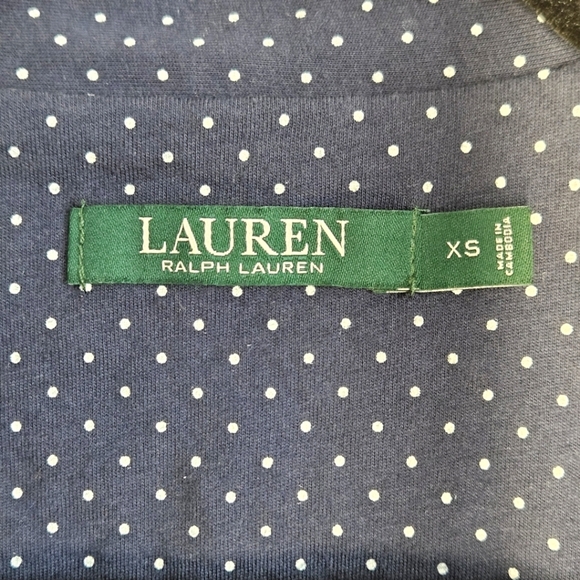 LAUREN
RALPH LAUREN
XS
MADE IN
CAMBODIA